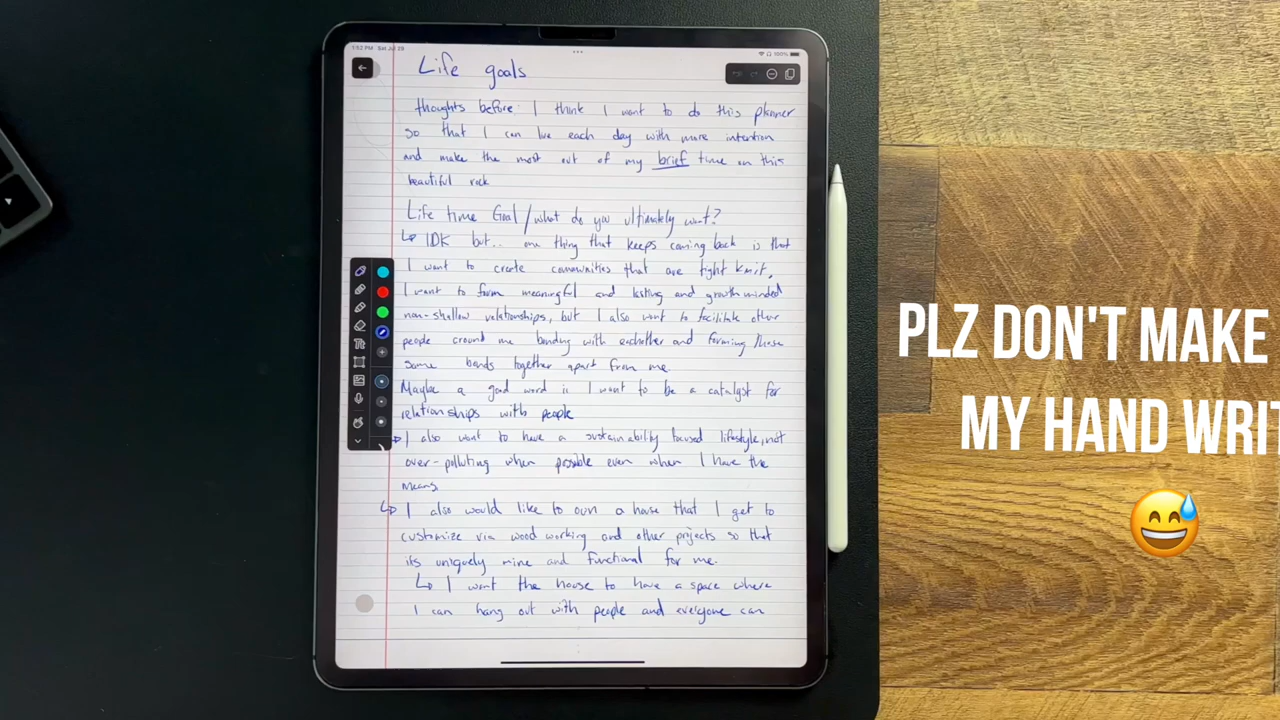 1:52 PM Sat Jul 29
100%
Life goals
thoughts before: I think I want to do this planner
so that I can live each day with more intention
and make the most out of my brief time on this
beautiful rock
Life time Goal/what do you ultimately want?
↳ IDK but.. one thing that keeps coming back is that
I want to create communities that are tight knit,
I want to form meaningful and lasting and growth minded
non-shallow relationships, but I also want to facilitate other
people around me bonding with eachother and forming these
same bonds together apart from me.
Maybe a good word is I want to be a catalyst for
relationships with people
↳ I also want to have a sustainability focused lifestyle, not
over-polluting when possible even when I have the
means.
↳ I also would like to own a house that I get to
customize via wood working and other projects so that
its uniquely mine and functional for me.
↳ I want the house to have a space where
I can hang out with people and everyone can
PLZ DON'T MAKE
MY HAND WRIT